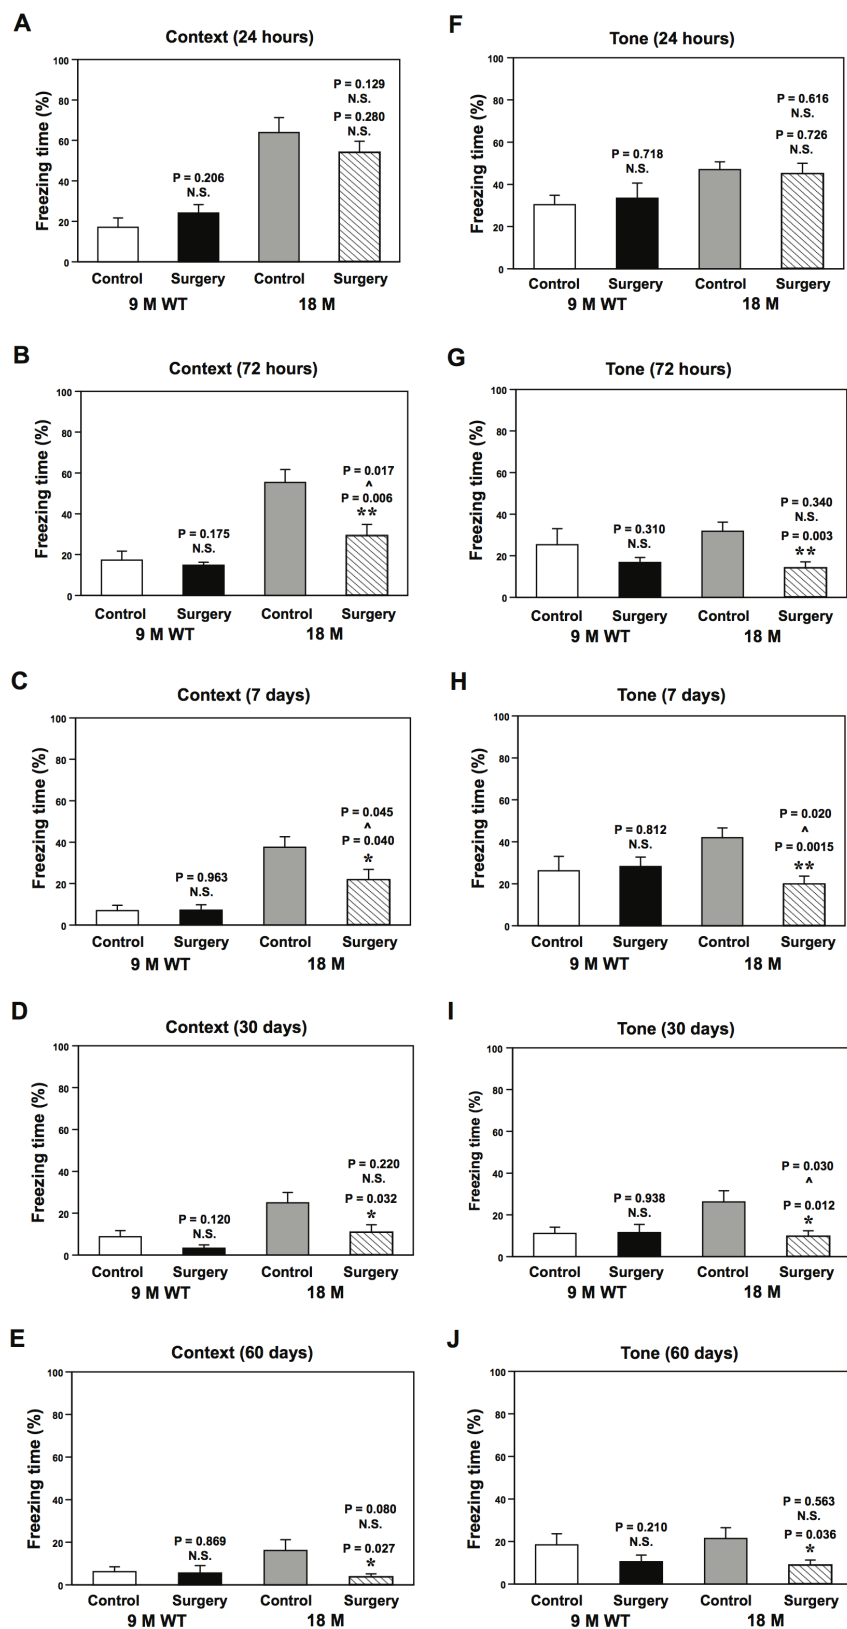 A
Context (24 hours)
Freezing time (%)
100
80
60
40
20
0
P = 0.206
N.S.
P = 0.129
N.S.
P = 0.280
N.S.
Control Surgery Control Surgery
9 M WT 18 M
F
Tone (24 hours)
Freezing time (%)
100
80
60
40
20
0
P = 0.718
N.S.
P = 0.616
N.S.
P = 0.726
N.S.
Control Surgery Control Surgery
9 M WT 18 M
B
Context (72 hours)
Freezing time (%)
100
80
60
40
20
0
P = 0.175
N.S.
P = 0.017
^
P = 0.006
**
Control Surgery Control Surgery
9 M WT 18 M
G
Tone (72 hours)
Freezing time (%)
100
80
60
40
20
0
P = 0.310
N.S.
P = 0.340
N.S.
P = 0.003
**
Control Surgery Control Surgery
9 M WT 18 M
C
Context (7 days)
Freezing time (%)
100
80
60
40
20
0
P = 0.963
N.S.
P = 0.045
^
P = 0.040
*
Control Surgery Control Surgery
9 M WT 18 M
H
Tone (7 days)
Freezing time (%)
100
80
60
40
20
0
P = 0.812
N.S.
P = 0.020
^
P = 0.0015
**
Control Surgery Control Surgery
9 M WT 18 M
D
Context (30 days)
Freezing time (%)
100
80
60
40
20
0
P = 0.120
N.S.
P = 0.220
N.S.
P = 0.032
*
Control Surgery Control Surgery
9 M WT 18 M
I
Tone (30 days)
Freezing time (%)
100
80
60
40
20
0
P = 0.938
N.S.
P = 0.030
^
P = 0.012
*
Control Surgery Control Surgery
9 M WT 18 M
E
Context (60 days)
Freezing time (%)
100
80
60
40
20
0
P = 0.869
N.S.
P = 0.080
N.S.
P = 0.027
*
Control Surgery Control Surgery
9 M WT 18 M
J
Tone (60 days)
Freezing time (%)
100
80
60
40
20
0
P = 0.210
N.S.
P = 0.563
N.S.
P = 0.036
*
Control Surgery Control Surgery
9 M WT 18 M